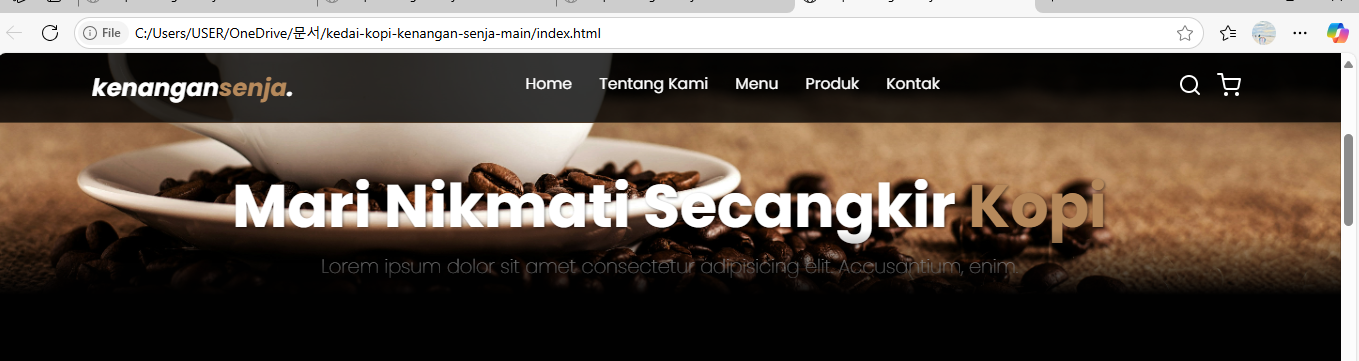 File C:/Users/USER/OneDrive/문서/kedai-kopi-kenangan-senja-main/index.html
kenangansenja. Home Tentang Kami Menu Produk Kontak
Mari Nikmati Secangkir Kopi
Lorem ipsum dolor sit amet consectetur adipisicing elit. Accusantium, enim.